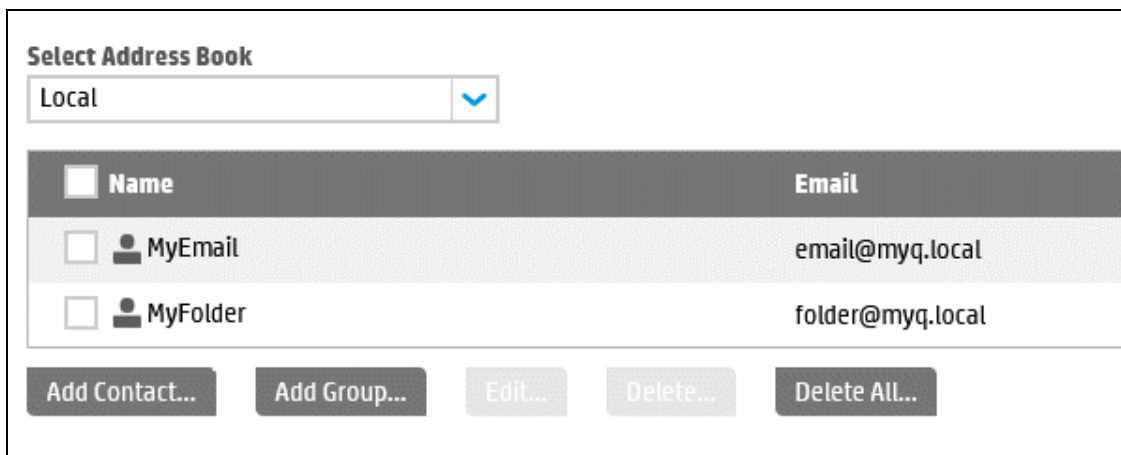 Select Address Book
Local
Name Email
MyEmail email@myq.local
MyFolder folder@myq.local
Add Contact... Add Group... Edit... Delete... Delete All...